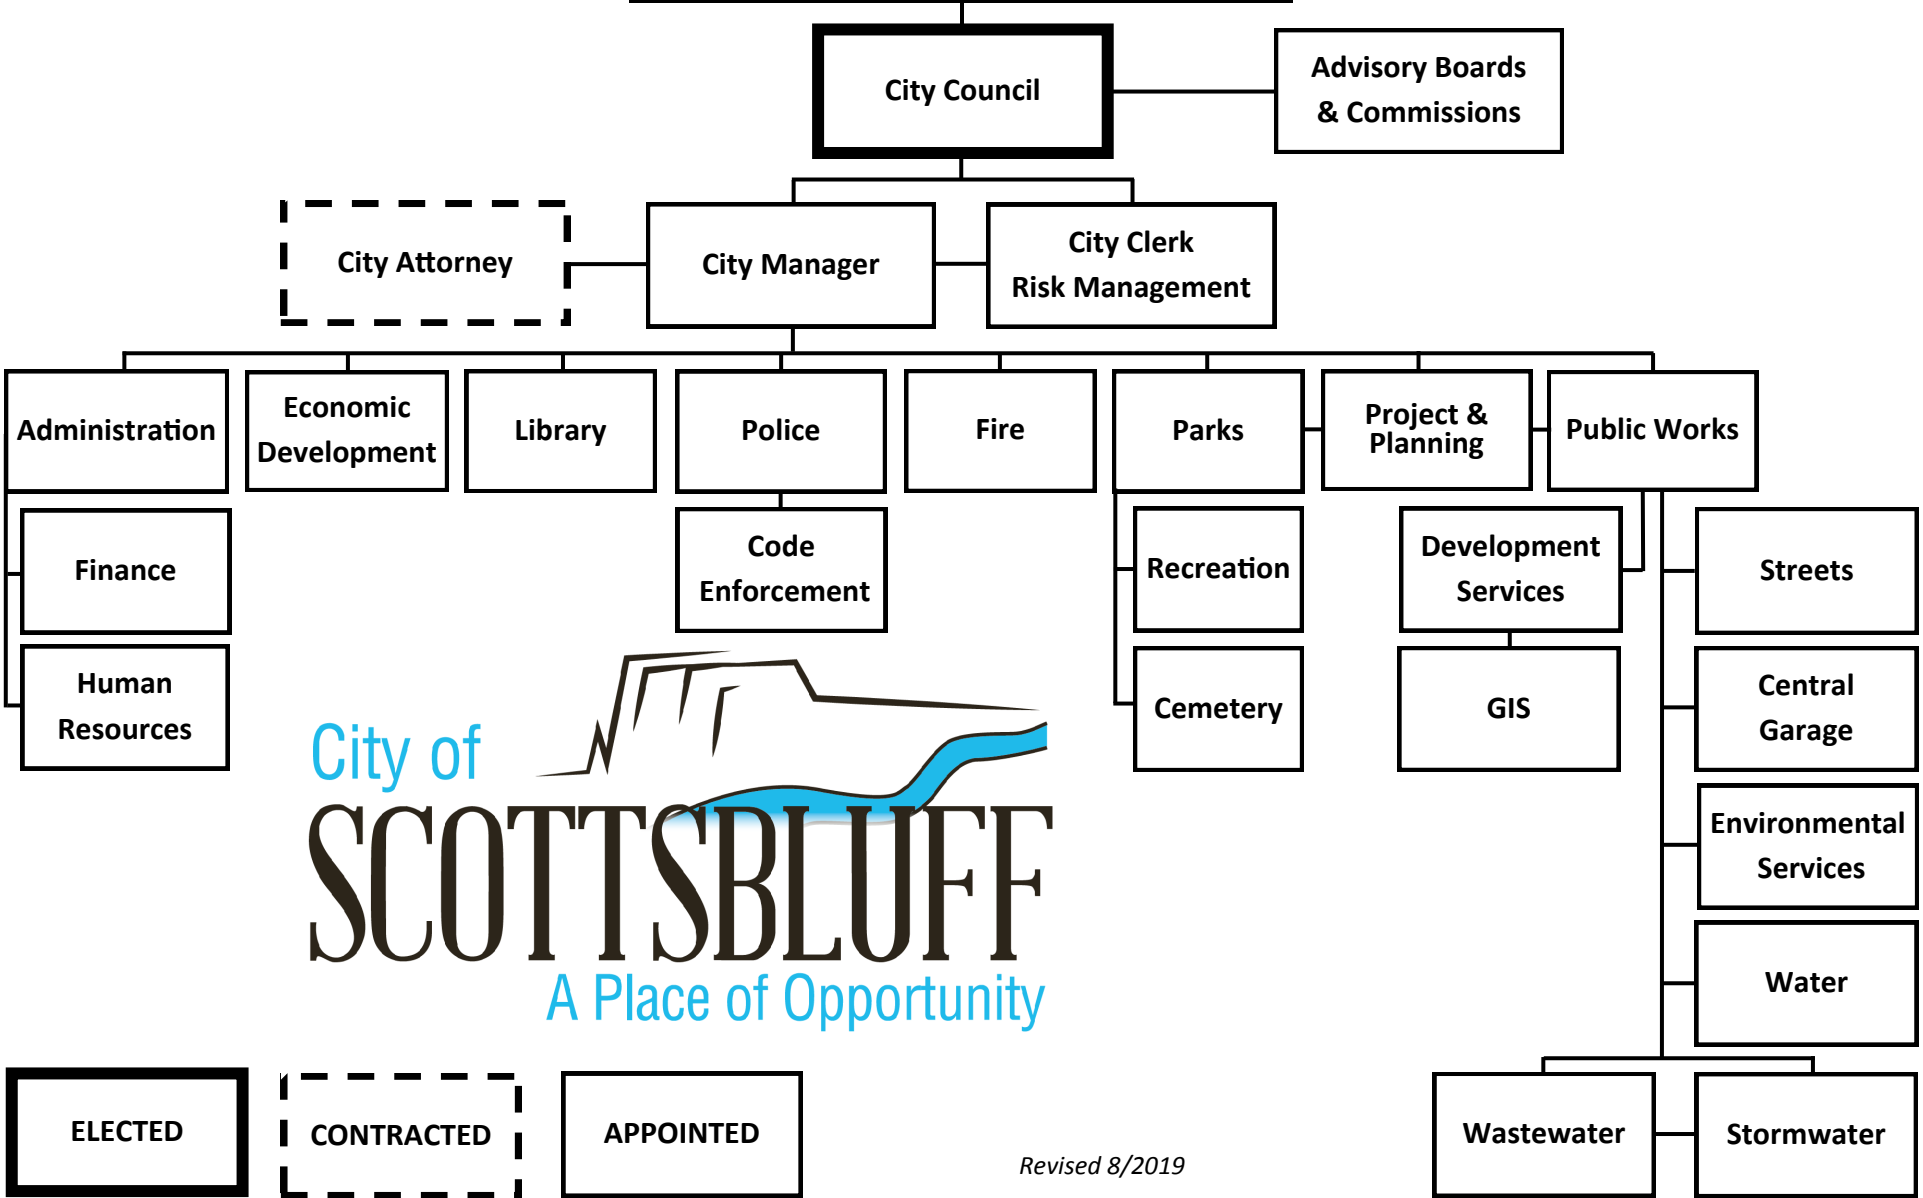 City Council
Advisory Boards
& Commissions
City Attorney
City Manager
City Clerk
Risk Management
Administration
Economic
Development
Library
Police
Fire
Parks
Project &
Planning
Public Works
Finance
Code
Enforcement
Recreation
Development
Services
Streets
Human
Resources
Cemetery
GIS
Central
Garage
City of
SCOTTSBLUFF
A Place of Opportunity
Environmental
Services
Water
ELECTED
CONTRACTED
APPOINTED
Revised 8/2019
Wastewater
Stormwater